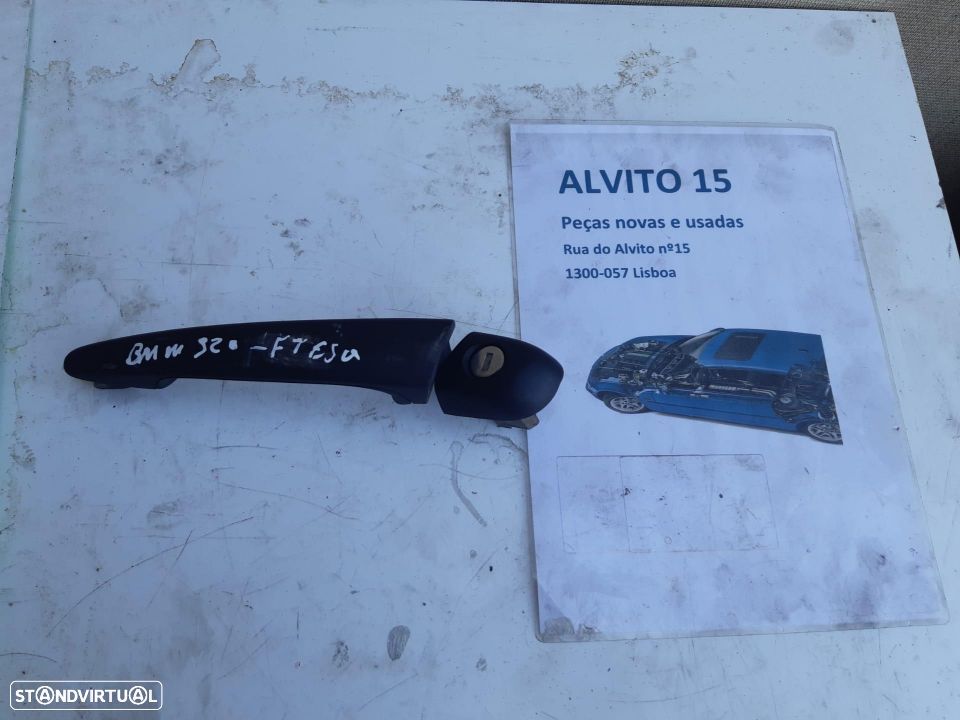 ALVITO 15
Peças novas e usadas
Rua do Alvito nº15
1300-057 Lisboa
BMW 320 - FT ESQ
STANDVIRTUAL